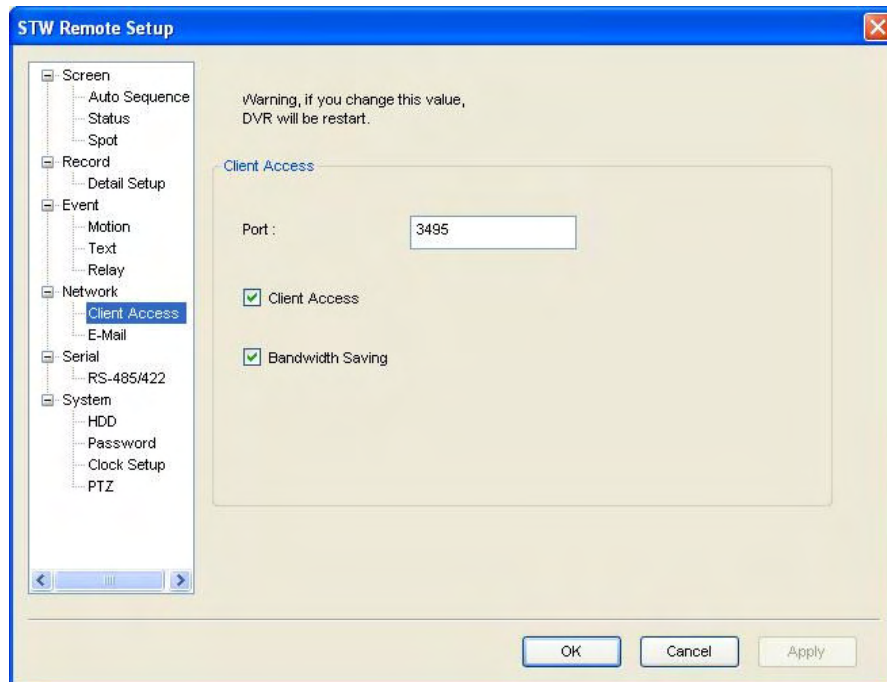 STW Remote Setup
Screen
Auto Sequence
Status
Spot
Record
Detail Setup
Event
Motion
Text
Relay
Network
Client Access
E-Mail
Serial
RS-485/422
System
HDD
Password
Clock Setup
PTZ
Warning, if you change this value,
DVR will be restart.
Client Access
Port :
3495
Client Access
Bandwidth Saving
OK
Cancel
Apply